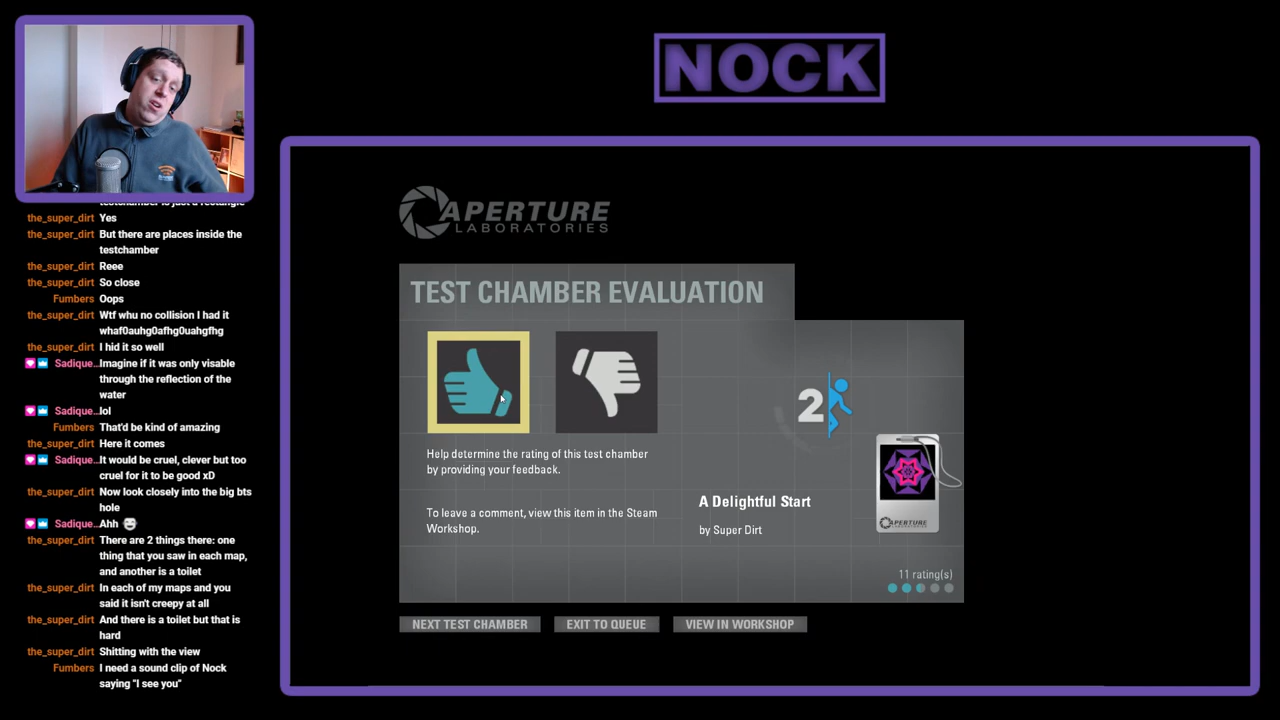 NOCK
testchamber is just a rectangle
the_super_dirt Yes
the_super_dirt But there are places inside the
testchamber
the_super_dirt Reee
the_super_dirt So close
Fumbers Oops
the_super_dirt Wtf whu no collision I had it
whaf0auhg0afhg0uahgfhg
the_super_dirt I hid it so well
Sadique... Imagine if it was only visable
through the reflection of the
water
Sadique... lol
Fumbers That'd be kind of amazing
the_super_dirt Here it comes
Sadique... It would be cruel, clever but too
cruel for it to be good xD
the_super_dirt Now look closely into the big bts
hole
Sadique... Ahh
the_super_dirt There are 2 things there: one
thing that you saw in each map,
and another is a toilet
the_super_dirt In each of my maps and you
said it isn't creepy at all
the_super_dirt And there is a toilet but that is
hard
the_super_dirt Shitting with the view
Fumbers I need a sound clip of Nock
saying "I see you"
APERTURE
LABORATORIES
TEST CHAMBER EVALUATION
Help determine the rating of this test chamber
by providing your feedback.
To leave a comment, view this item in the Steam
Workshop.
2
A Delightful Start
by Super Dirt
APERTURE
11 rating(s)
NEXT TEST CHAMBER
EXIT TO QUEUE
VIEW IN WORKSHOP